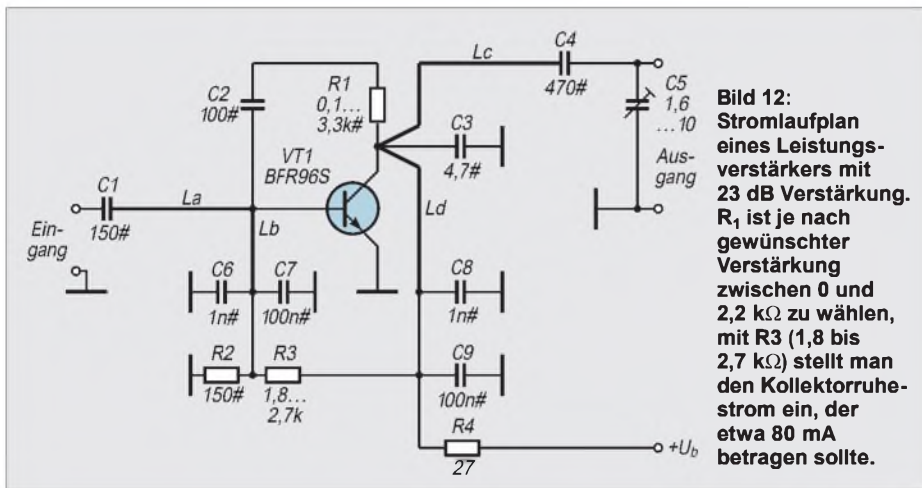 Lc
C4
470#
C5
1,6
...10
Aus-
gang
C2
100#
R1
0,1...
3,3k#
VT1
BFR96S
C3
4,7#
C1
150#
La
Lb
Ld
Ein-
gang
C6
1n#
C7
100n#
C8
1n#
R2
150#
R3
1,8...
2,7k
C9
100n#
R4
27
+Ub
Bild 12:
Stromlaufplan
eines Leistungs-
verstärkers mit
23 dB Verstärkung.
R1 ist je nach
gewünschter
Verstärkung
zwischen 0 und
2,2 kΩ zu wählen,
mit R3 (1,8 bis
2,7 kΩ) stellt man
den Kollektorruhe-
strom ein, der
etwa 80 mA
betragen sollte.